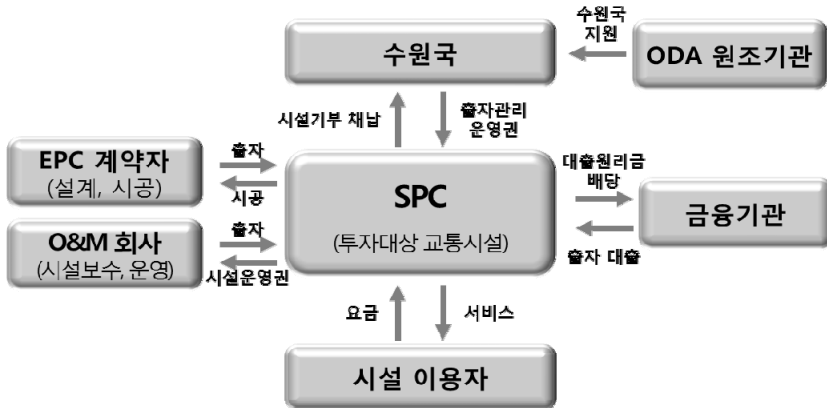 수원국
지원
수원국
ODA 원조기관
시설기부 채납
출자관리
운영권
EPC 계약자
(설계, 시공)
출자
시공
O&M 회사
(시설보수, 운영)
출자
시설운영권
SPC
(투자대상 교통시설)
대출원리금
배당
출자 대출
금융기관
요금
서비스
시설 이용자